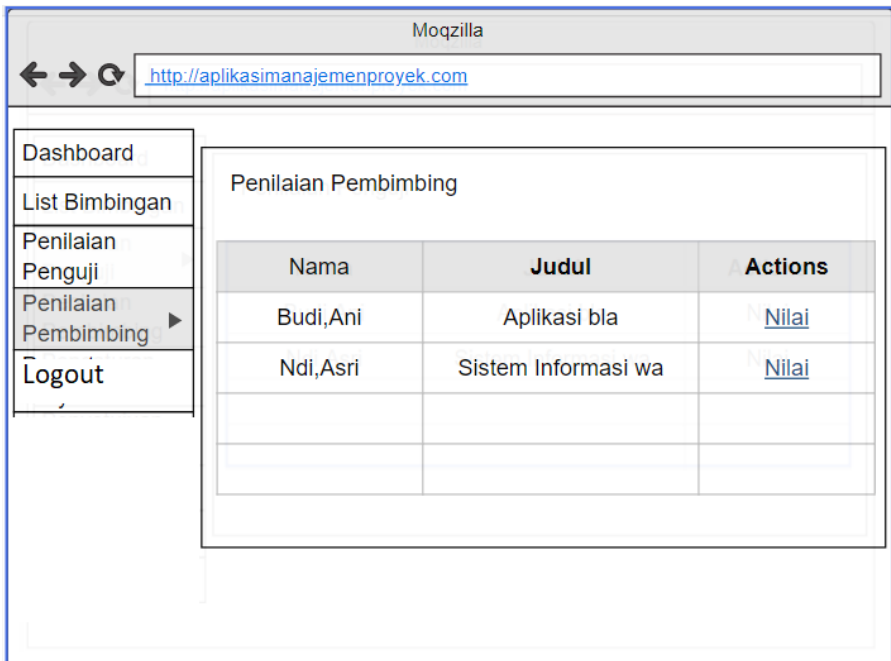 Moqzilla
http://aplikasimanajemenproyek.com
Dashboard
List Bimbingan
Penilaian
Penguji
Penilaian
Pembimbing
Logout
Penilaian Pembimbing
Nama Judul Actions
Budi,Ani Aplikasi bla Nilai
Ndi,Asri Sistem Informasi wa Nilai